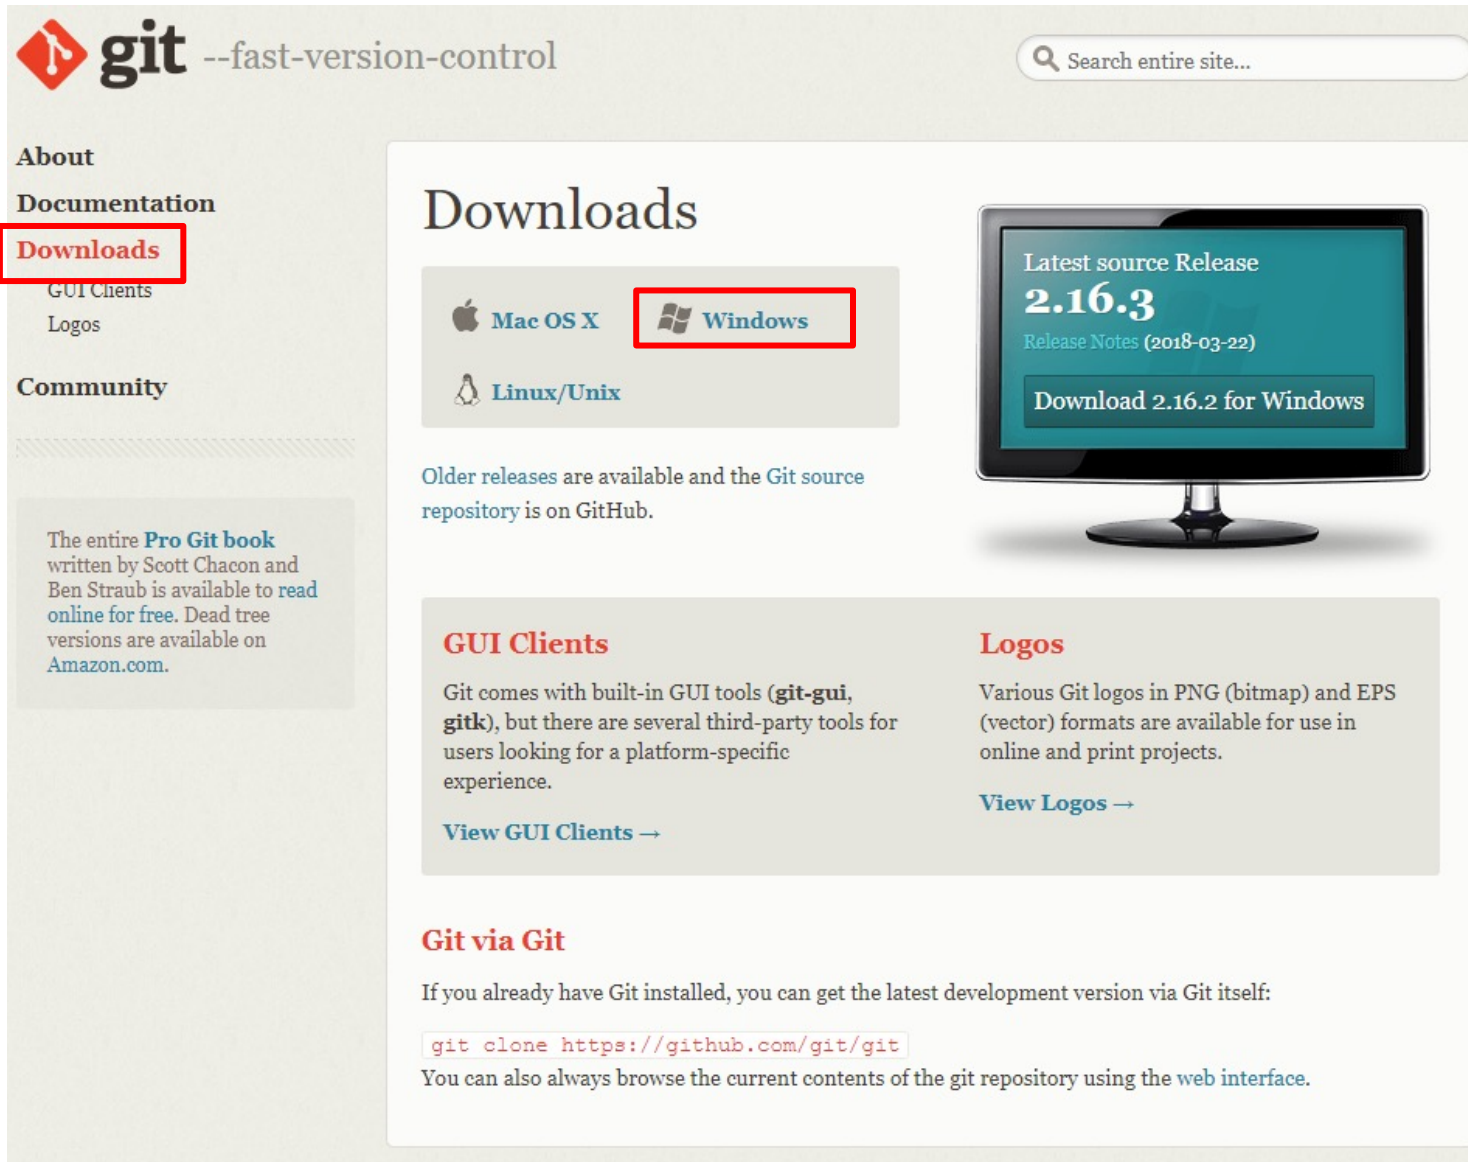 git --fast-version-control
Search entire site...
About
Documentation
Downloads
GUI Clients
Logos
Community
The entire Pro Git book
written by Scott Chacon and
Ben Straub is available to read
online for free. Dead tree
versions are available on
Amazon.com.
Downloads
Mac OS X
Windows
Linux/Unix
Older releases are available and the Git source
repository is on GitHub.
Latest source Release
2.16.3
Release Notes (2018-03-22)
Download 2.16.2 for Windows
GUI Clients
Git comes with built-in GUI tools (git-gui,
gitk), but there are several third-party tools for
users looking for a platform-specific
experience.
View GUI Clients →
Logos
Various Git logos in PNG (bitmap) and EPS
(vector) formats are available for use in
online and print projects.
View Logos →
Git via Git
If you already have Git installed, you can get the latest development version via Git itself:
git clone https://github.com/git/git
You can also always browse the current contents of the git repository using the web interface.